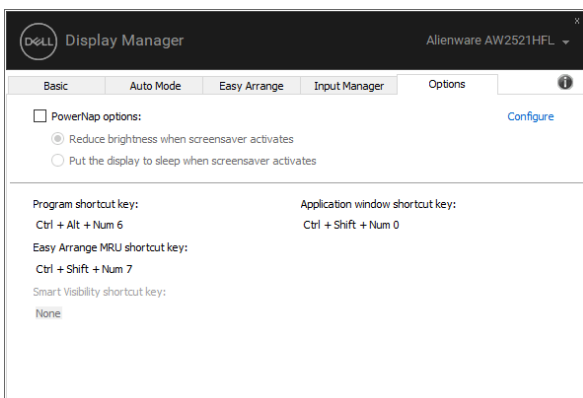 DELL Display Manager
Alienware AW2521HFL
Basic Auto Mode Easy Arrange Input Manager Options
PowerNap options:
Configure
Reduce brightness when screensaver activates
Put the display to sleep when screensaver activates
Program shortcut key:
Application window shortcut key:
Ctrl + Alt + Num 6
Ctrl + Shift + Num 0
Easy Arrange MRU shortcut key:
Ctrl + Shift + Num 7
Smart Visibility shortcut key:
None